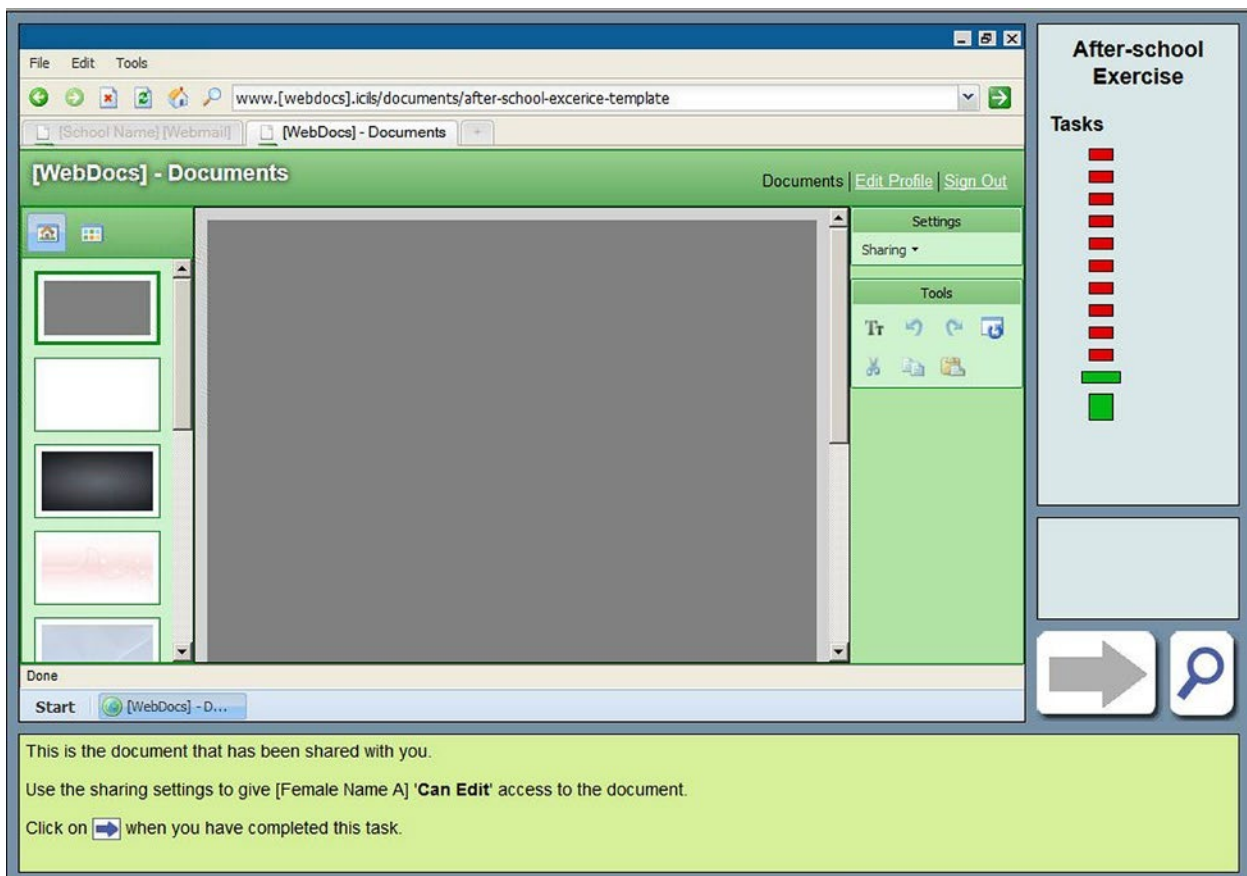 File Edit Tools
www.[webdocs].icils/documents/after-school-excerice-template
[School Name] [Webmail] [WebDocs] - Documents +
[WebDocs] - Documents
Documents | Edit Profile | Sign Out
Settings
Sharing
Tools
Tт
Done
Start [WebDocs] - D...
After-school
Exercise
Tasks
This is the document that has been shared with you.
Use the sharing settings to give [Female Name A] 'Can Edit' access to the document.
Click on when you have completed this task.